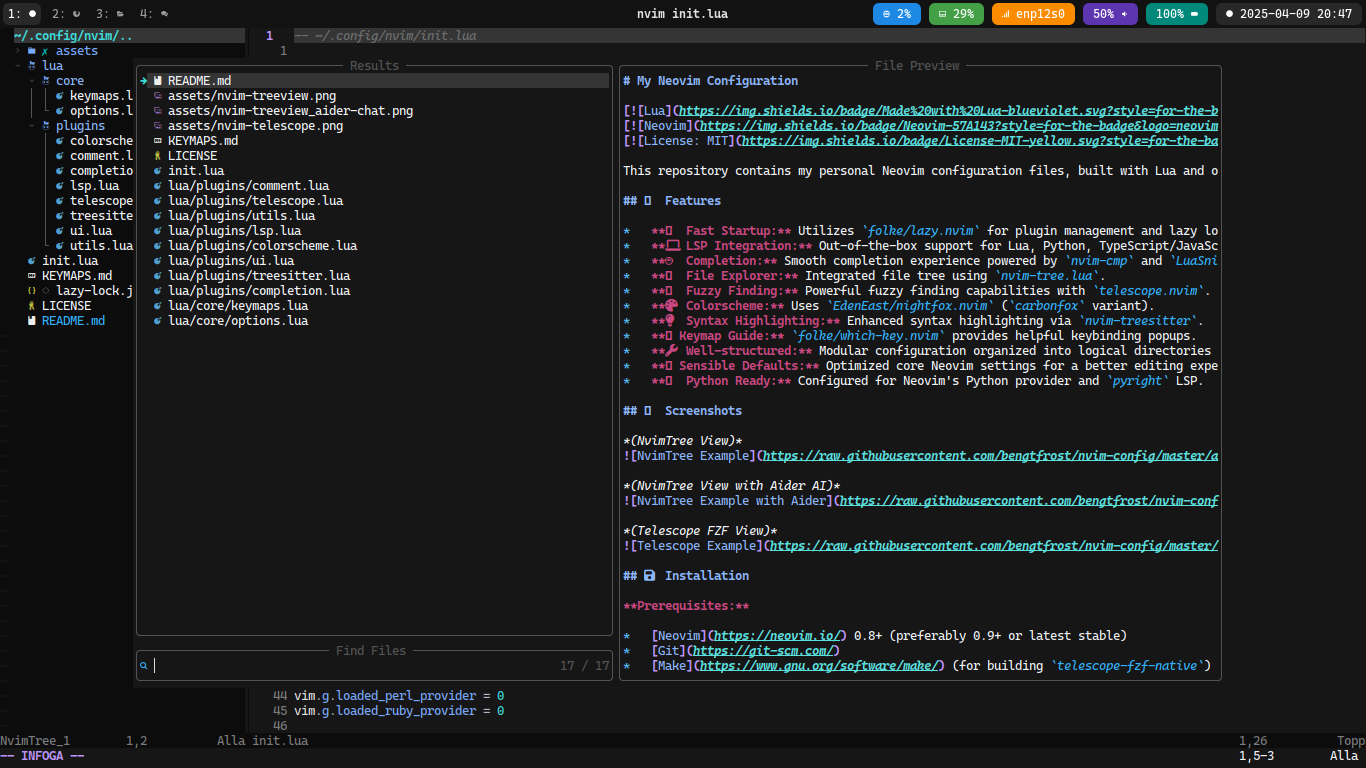 1: 2: 3: 4: nvim init.lua 2% 29% enp12s0 50% 100% 2025-04-09 20:47
~/.config/nvim/..
assets
lua
core
keymaps.l
options.l
plugins
colorsche
comment.l
completio
lsp.lua
telescope
treesitte
ui.lua
utils.lua
init.lua
KEYMAPS.md
{} lazy-lock.j
LICENSE
README.md
1 -- ~/.config/nvim/init.lua
1
Results
README.md
assets/nvim-treeview.png
assets/nvim-treeview_aider-chat.png
assets/nvim-telescope.png
KEYMAPS.md
LICENSE
init.lua
lua/plugins/comment.lua
lua/plugins/telescope.lua
lua/plugins/utils.lua
lua/plugins/lsp.lua
lua/plugins/colorscheme.lua
lua/plugins/ui.lua
lua/plugins/treesitter.lua
lua/plugins/completion.lua
lua/core/keymaps.lua
lua/core/options.lua
Find Files
17 / 17
File Preview
# My Neovim Configuration
[![Lua](https://img.shields.io/badge/Made%20with%20Lua-blueviolet.svg?style=for-the-b
[![Neovim](https://img.shields.io/badge/Neovim-57A143?style=for-the-badge&logo=neovim
[![License: MIT](https://img.shields.io/badge/License-MIT-yellow.svg?style=for-the-ba
This repository contains my personal Neovim configuration files, built with Lua and o
## Features
* ** Fast Startup:** Utilizes `folke/lazy.nvim` for plugin management and lazy lo
* ** LSP Integration:** Out-of-the-box support for Lua, Python, TypeScript/JavaSc
* ** Completion:** Smooth completion experience powered by `nvim-cmp` and `LuaSni
* ** File Explorer:** Integrated file tree using `nvim-tree.lua`.
* ** Fuzzy Finding:** Powerful fuzzy finding capabilities with `telescope.nvim`.
* ** Colorscheme:** Uses `EdenEast/nightfox.nvim` (`carbonfox` variant).
* ** Syntax Highlighting:** Enhanced syntax highlighting via `nvim-treesitter`.
* ** Keymap Guide:** `folke/which-key.nvim` provides helpful keybinding popups.
* ** Well-structured:** Modular configuration organized into logical directories
* ** Sensible Defaults:** Optimized core Neovim settings for a better editing expe
* ** Python Ready:** Configured for Neovim's Python provider and `pyright` LSP.
## Screenshots
*(NvimTree View)*
![NvimTree Example](https://raw.githubusercontent.com/bengtfrost/nvim-config/master/a
*(NvimTree View with Aider AI)*
![NvimTree Example with Aider](https://raw.githubusercontent.com/bengtfrost/nvim-conf
*(Telescope FZF View)*
![Telescope Example](https://raw.githubusercontent.com/bengtfrost/nvim-config/master/
## Installation
**Prerequisites:**
* [Neovim](https://neovim.io/) 0.8+ (preferably 0.9+ or latest stable)
* [Git](https://git-scm.com/)
* [Make](https://www.gnu.org/software/make/) (for building `telescope-fzf-native`)
44 vim.g.loaded_perl_provider = 0
45 vim.g.loaded_ruby_provider = 0
46
NvimTree_1 1,2 Alla init.lua 1,26 Topp
-- INFOGA -- 1,5-3 Alla